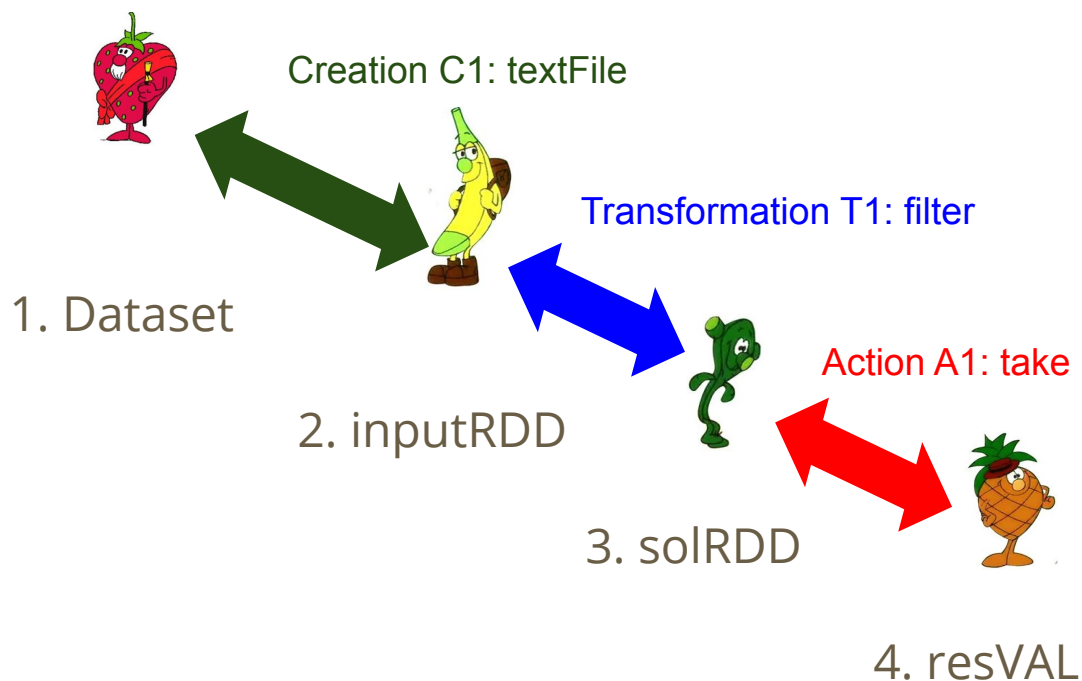 Creation C1: textFile
Transformation T1: filter
1. Dataset
Action A1: take
2. inputRDD
3. solRDD
4. resVAL